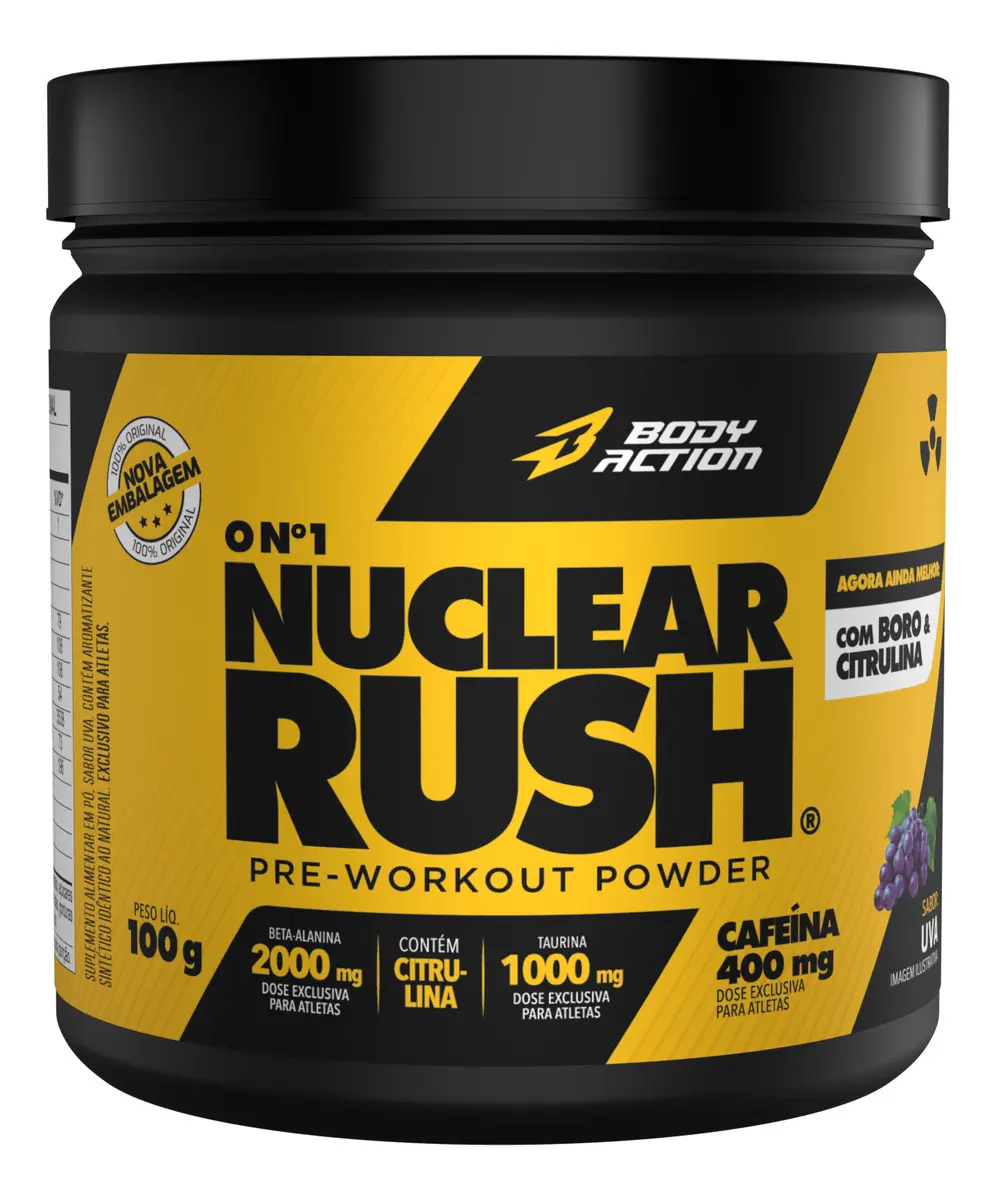 BODY
ACTION
100% ORIGINAL
NOVA
EMBALAGEM
100% ORIGINAL
O Nº1
NUCLEAR
RUSH®
PRE-WORKOUT POWDER
AGORA AINDA MELHOR:
COM BORO &
CITRULINA
SUPLEMENTO ALIMENTAR EM PÓ. SABOR UVA. CONTÉM AROMATIZANTE
SINTÉTICO IDÊNTICO AO NATURAL. EXCLUSIVO PARA ATLETAS.
PESO LÍQ.
100 g
BETA-ALANINA
2000 mg
DOSE EXCLUSIVA
PARA ATLETAS
CONTÉM
CITRU-
LINA
TAURINA
1000 mg
DOSE EXCLUSIVA
PARA ATLETAS
CAFEÍNA
400 mg
DOSE EXCLUSIVA
PARA ATLETAS
SABOR
UVA